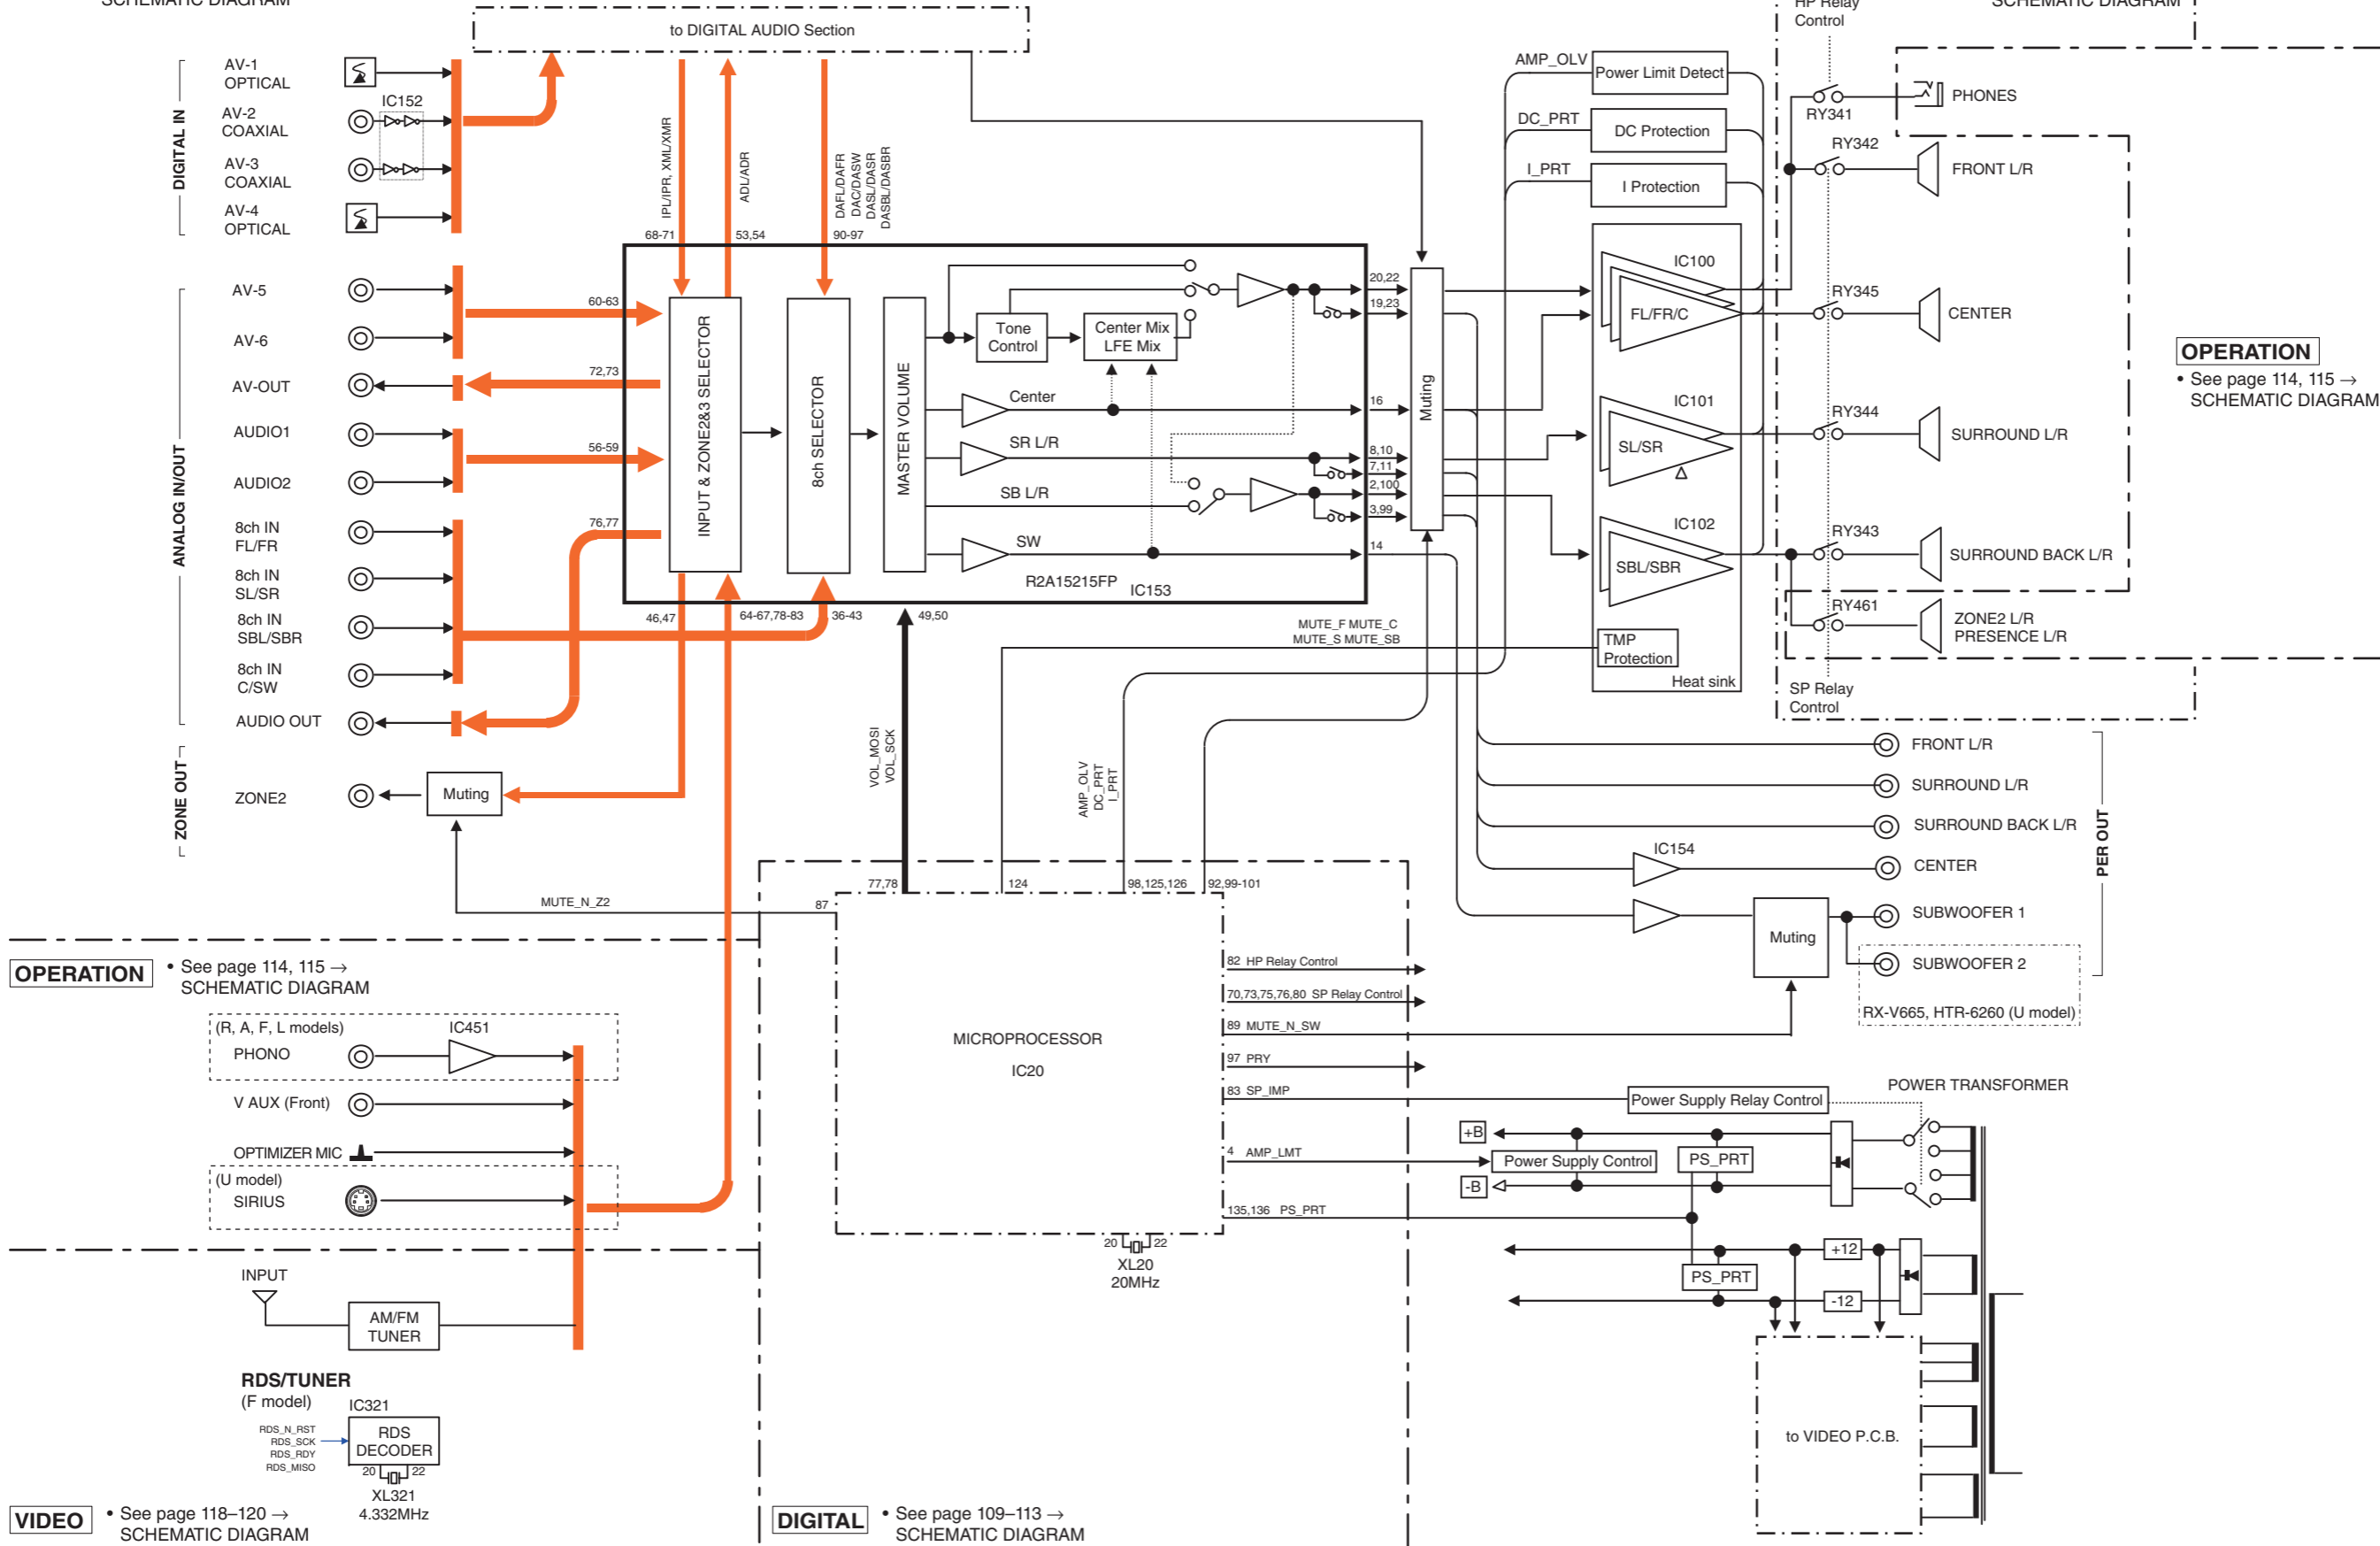 SCHEMATIC DIAGRAM
to DIGITAL AUDIO Section
HP Relay
Control
SCHEMATIC DIAGRAM
DIGITAL IN
AV-1
OPTICAL
AV-2
COAXIAL
IC152
AV-3
COAXIAL
AV-4
OPTICAL
IPL/IPR, XML/XMR
ADL/ADR
DAFL/DAFR
DAC/DASW
DASL/DASR
DASBL/DASBR
68-71
53,54
90-97
AMP_OLV
Power Limit Detect
DC_PRT
DC Protection
I_PRT
I Protection
RY341
PHONES
RY342
FRONT L/R
RY345
CENTER
RY344
SURROUND L/R
RY343
SURROUND BACK L/R
RY461
ZONE2 L/R
PRESENCE L/R
SP Relay
Control
OPERATION
• See page 114, 115 →
SCHEMATIC DIAGRAM
ANALOG IN/OUT
AV-5
AV-6
AV-OUT
AUDIO1
AUDIO2
8ch IN
FL/FR
8ch IN
SL/SR
8ch IN
SBL/SBR
8ch IN
C/SW
AUDIO OUT
ZONE OUT
ZONE2
Muting
60-63
72,73
56-59
76,77
INPUT & ZONE2&3 SELECTOR
8ch SELECTOR
MASTER VOLUME
Tone
Control
Center Mix
LFE Mix
Center
SR L/R
SB L/R
SW
R2A15215FP
IC153
20,22
19,23
16
8,10
7,11
2,100
3,99
14
Muting
IC100
FL/FR/C
IC101
SL/SR
IC102
SBL/SBR
TMP
Protection
Heat sink
46,47
64-67,78-83
36-43
49,50
MUTE_F MUTE_C
MUTE_S MUTE_SB
VOL_MOSI
VOL_SCK
AMP_OLV
DC_PRT
I_PRT
PER OUT
FRONT L/R
SURROUND L/R
SURROUND BACK L/R
IC154
CENTER
SUBWOOFER 1
Muting
SUBWOOFER 2
RX-V665, HTR-6260 (U model)
MUTE_N_Z2
87
77,78
124
98,125,126
92,99-101
MICROPROCESSOR
IC20
82 HP Relay Control
70,73,75,76,80 SP Relay Control
89 MUTE_N_SW
97 PRY
83 SP_IMP
4 AMP_LMT
135,136 PS_PRT
20
22
XL20
20MHz
Power Supply Relay Control
POWER TRANSFORMER
+B
Power Supply Control
PS_PRT
-B
+12
PS_PRT
-12
to VIDEO P.C.B.
OPERATION
• See page 114, 115 →
SCHEMATIC DIAGRAM
(R, A, F, L models)
PHONO
IC451
V AUX (Front)
OPTIMIZER MIC
(U model)
SIRIUS
INPUT
AM/FM
TUNER
RDS/TUNER
(F model)
IC321
RDS_N_RST
RDS_SCK
RDS_RDY
RDS_MISO
RDS
DECODER
20
22
XL321
4.332MHz
VIDEO
• See page 118–120 →
SCHEMATIC DIAGRAM
DIGITAL
• See page 109–113 →
SCHEMATIC DIAGRAM